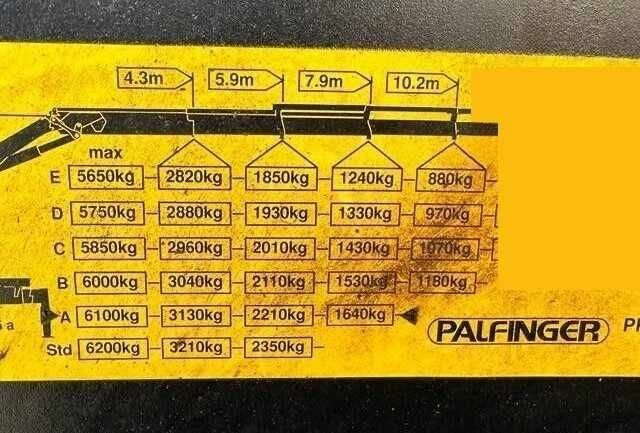 4.3m 5.9m 7.9m 10.2m
max
E 5650kg 2820kg 1850kg 1240kg 880kg
D 5750kg 2880kg 1930kg 1330kg 970kg
C 5850kg 2960kg 2010kg 1430kg 1070kg
B 6000kg 3040kg 2110kg 1530kg 1180kg
A 6100kg 3130kg 2210kg 1640kg
Std 6200kg 3210kg 2350kg
a
PALFINGER